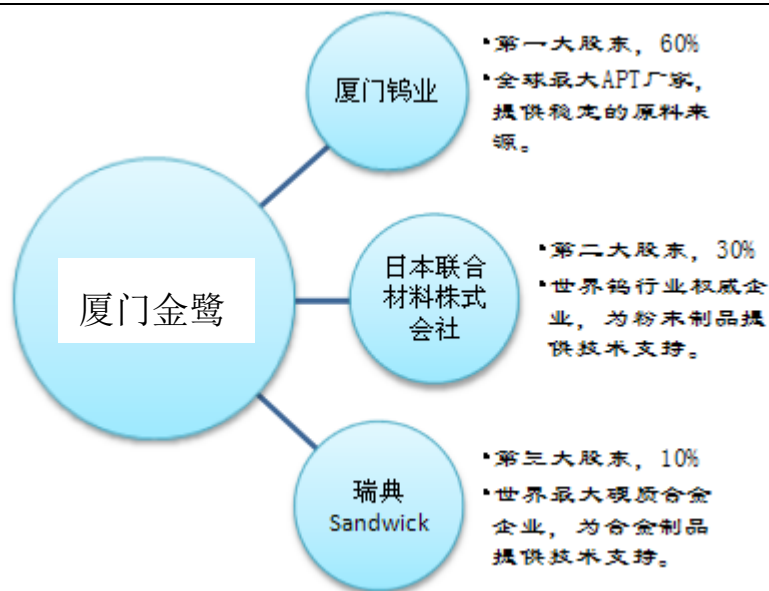 厦门钨业
•第一大股东，60%
•全球最大APT厂家，
提供稳定的原料来
源。
厦门金鹭
日本联合
材料株式
会社
•第二大股东，30%
•世界钨行业权威企
业，为粉末制品提
供技术支持。
瑞典
Sandwick
•第三大股东，10%
•世界最大硬质合金
企业，为合金制品
提供技术支持。